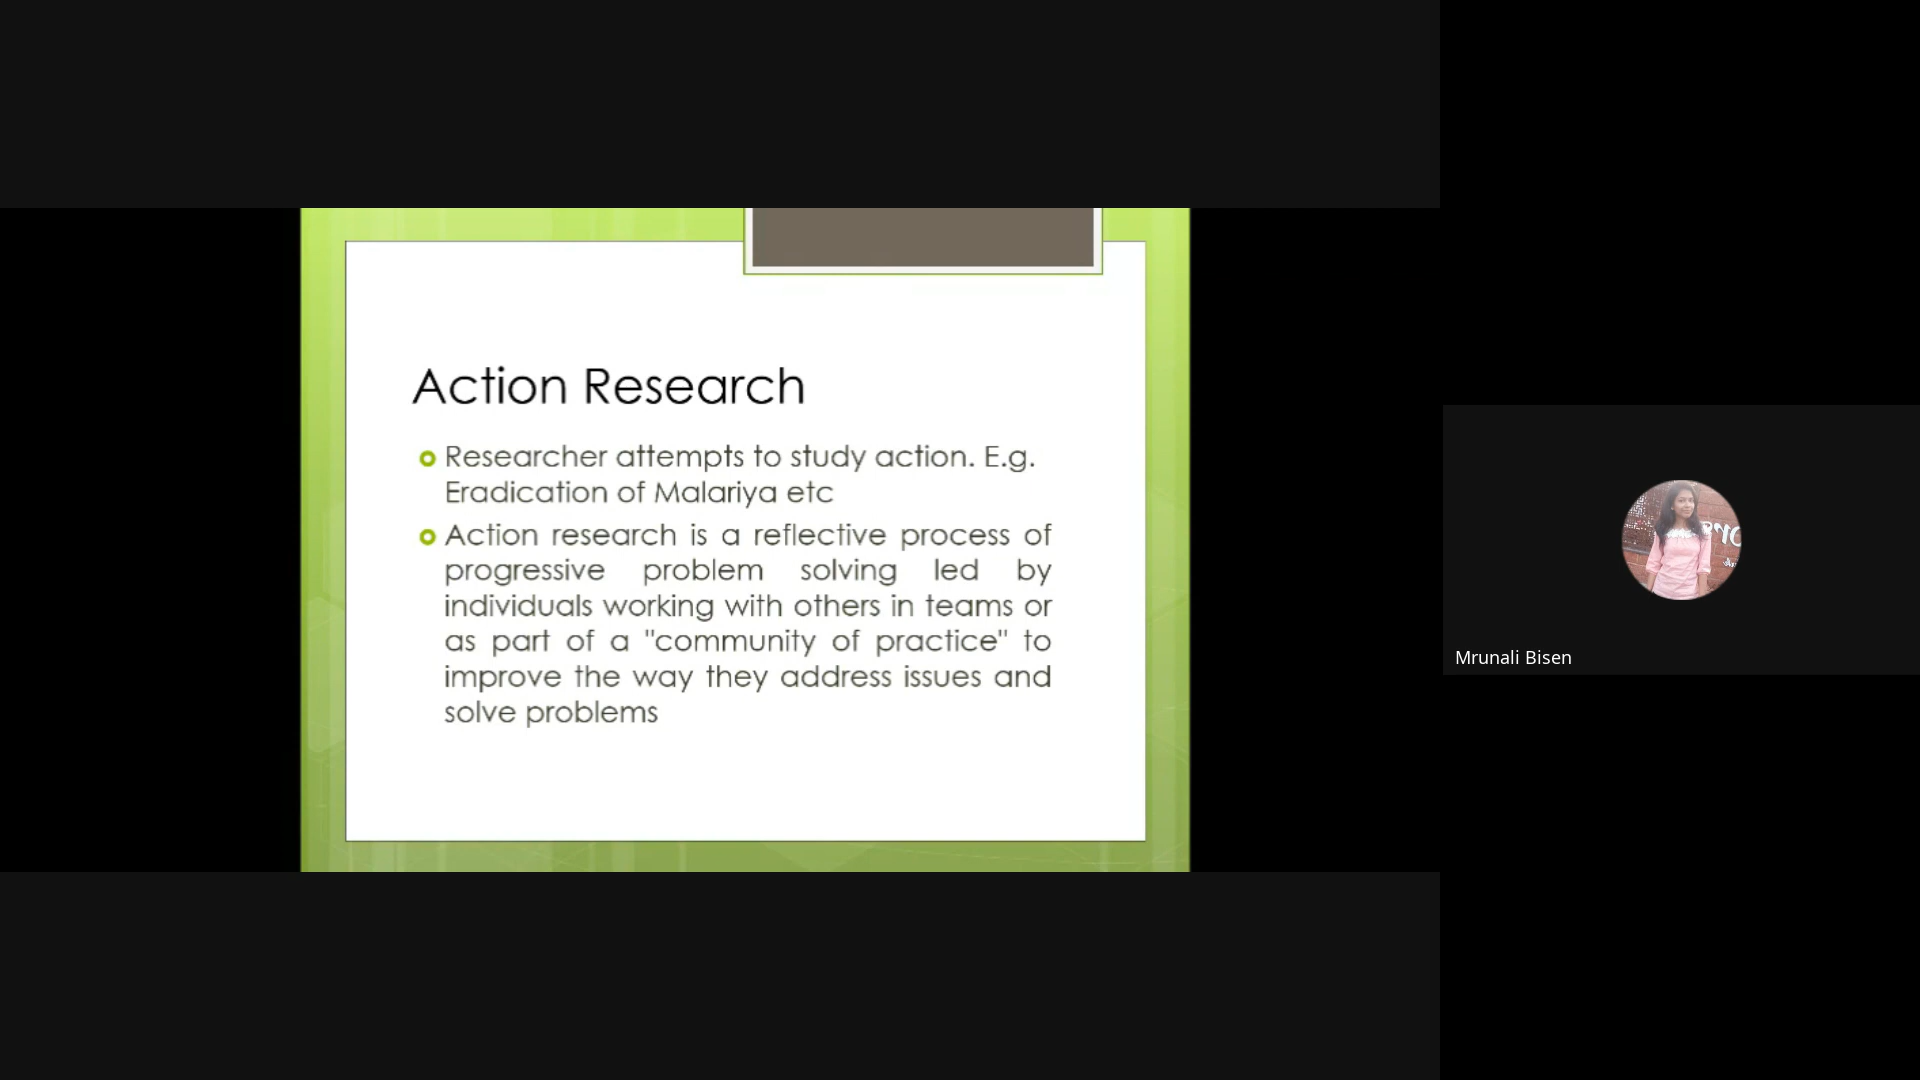 Action Research
Researcher attempts to study action. E.g.
Eradication of Malariya etc
Action research is a reflective process of
progressive problem solving led by
individuals working with others in teams or
as part of a "community of practice" to
improve the way they address issues and
solve problems
Mrunali Bisen